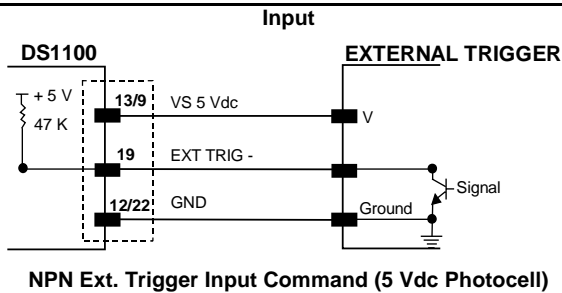 Input
DS1100
EXTERNAL TRIGGER
+ 5 V
47 K
13/9
VS 5 Vdc
V
19
EXT TRIG -
Signal
12/22
GND
Ground
NPN Ext. Trigger Input Command (5 Vdc Photocell)